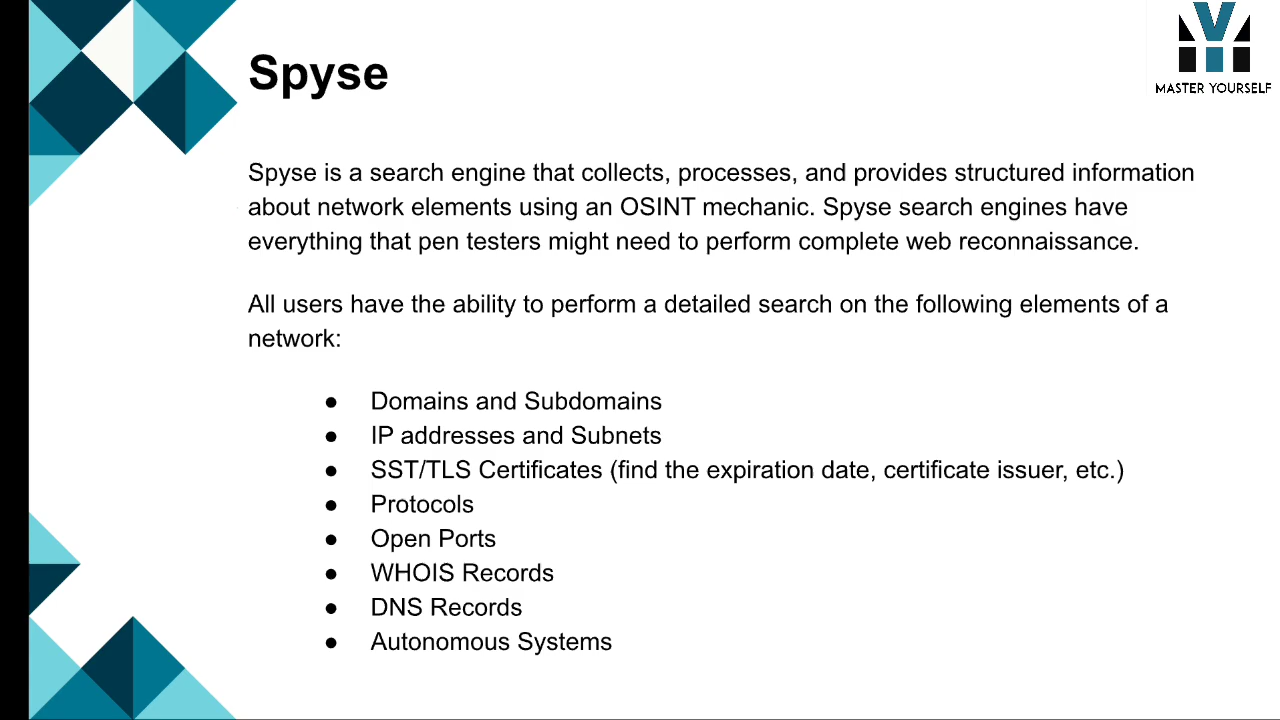 Spyse
MASTER YOURSELF
Spyse is a search engine that collects, processes, and provides structured information
about network elements using an OSINT mechanic. Spyse search engines have
everything that pen testers might need to perform complete web reconnaissance.
All users have the ability to perform a detailed search on the following elements of a
network:
● Domains and Subdomains
● IP addresses and Subnets
● SST/TLS Certificates (find the expiration date, certificate issuer, etc.)
● Protocols
● Open Ports
● WHOIS Records
● DNS Records
● Autonomous Systems